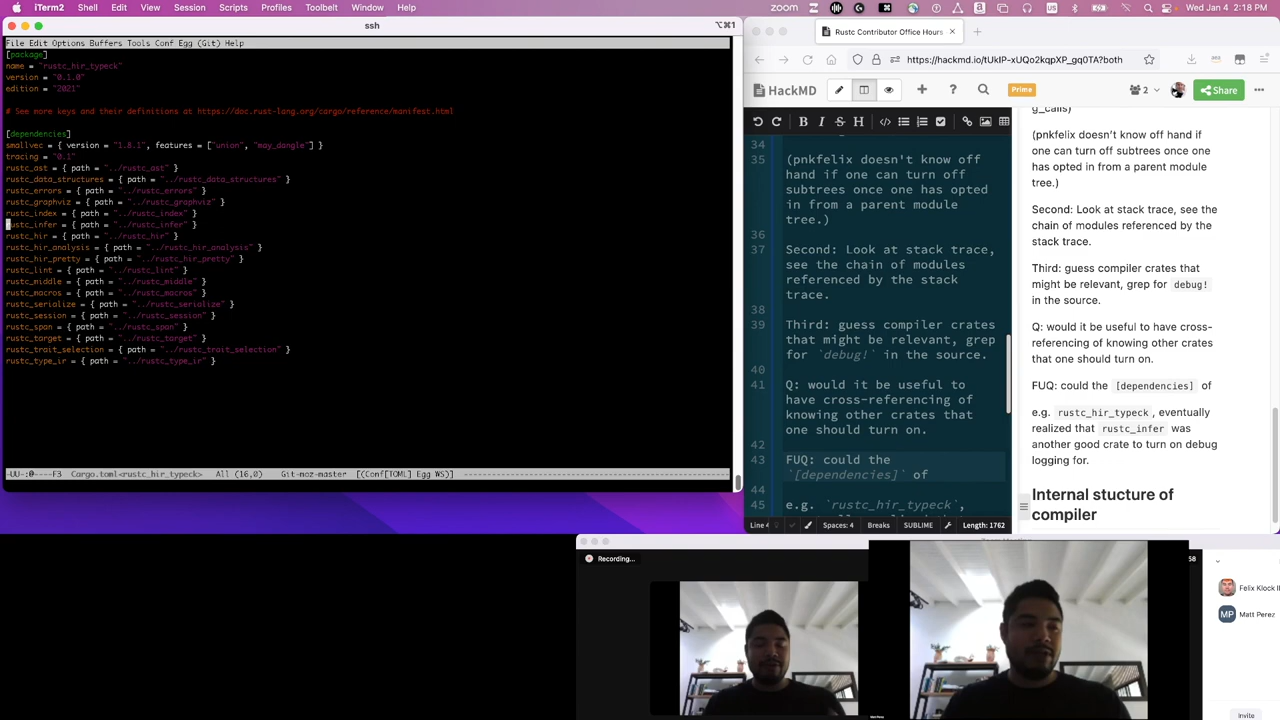 iTerm2 Shell Edit View Session Scripts Profiles Toolbelt Window Help
zoom Wed Jan 4 2:18 PM
ssh
⌥⌘1
File Edit Options Buffers Tools Conf Egg (Git) Help
[package]
name = "rustc_hir_typeck"
version = "0.1.0"
edition = "2021"
# See more keys and their definitions at https://doc.rust-lang.org/cargo/reference/manifest.html
[dependencies]
smallvec = { version = "1.8.1", features = ["union", "may_dangle"] }
tracing = "0.1"
rustc_ast = { path = "../rustc_ast" }
rustc_data_structures = { path = "../rustc_data_structures" }
rustc_errors = { path = "../rustc_errors" }
rustc_graphviz = { path = "../rustc_graphviz" }
rustc_index = { path = "../rustc_index" }
rustc_infer = { path = "../rustc_infer" }
rustc_hir = { path = "../rustc_hir" }
rustc_hir_analysis = { path = "../rustc_hir_analysis" }
rustc_hir_pretty = { path = "../rustc_hir_pretty" }
rustc_lint = { path = "../rustc_lint" }
rustc_middle = { path = "../rustc_middle" }
rustc_macros = { path = "../rustc_macros" }
rustc_serialize = { path = "../rustc_serialize" }
rustc_session = { path = "../rustc_session" }
rustc_span = { path = "../rustc_span" }
rustc_target = { path = "../rustc_target" }
rustc_trait_selection = { path = "../rustc_trait_selection" }
rustc_type_ir = { path = "../rustc_type_ir" }
-UU-:@----F3 Cargo.toml<rustc_hir_typeck> All (16,0) Git-moz-master [(Conf[TOML] Egg WS)]
Rustc Contributor Office Hours
https://hackmd.io/tUkIP-xUQo2kqpXP_gq0TA?both
HackMD
Prime
2
Share
34
35 (pnkfelix doesn't know off
hand if one can turn off
subtrees once one has opted
in from a parent module
tree.)
36
37 Second: Look at stack trace,
see the chain of modules
referenced by the stack
trace.
38
39 Third: guess compiler crates
that might be relevant, grep
for `debug!` in the source.
40
41 Q: would it be useful to
have cross-referencing of
knowing other crates that
one should turn on.
42
43 FUQ: could the
`[dependencies]` of
44
45 e.g. `rustc_hir_typeck`,
Line 4 Spaces: 4 Breaks SUBLIME Length: 1762
g_calls)
(pnkfelix doesn't know off hand if
one can turn off subtrees once one
has opted in from a parent module
tree.)
Second: Look at stack trace, see the
chain of modules referenced by the
stack trace.
Third: guess compiler crates that
might be relevant, grep for debug!
in the source.
Q: would it be useful to have cross-
referencing of knowing other crates
that one should turn on.
FUQ: could the [dependencies] of
e.g. rustc_hir_typeck, eventually
realized that rustc_infer was
another good crate to turn on debug
logging for.
Internal stucture of
compiler
Recording...
Felix Klock II
MP Matt Perez
Invite